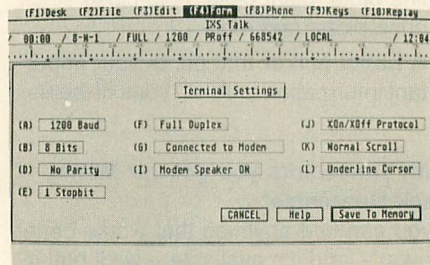 (F1)Desk (F2)File (F3)Edit (F4)Form (F8)Phone (F9)Keys (F10)Replay
IXS Talk
/ 00:00 / 8-N-1 / FULL / 1200 / PRoff / 668542 / LOCAL / 12:04
Terminal Settings
(A) 1200 Baud (F) Full Duplex (J) XOn/XOff Protocol
(B) 8 Bits (G) Connected to Modem (K) Normal Scroll
(D) No Parity (I) Modem Speaker ON (L) Underline Cursor
(E) 1 Stopbit
CANCEL Help Save To Memory